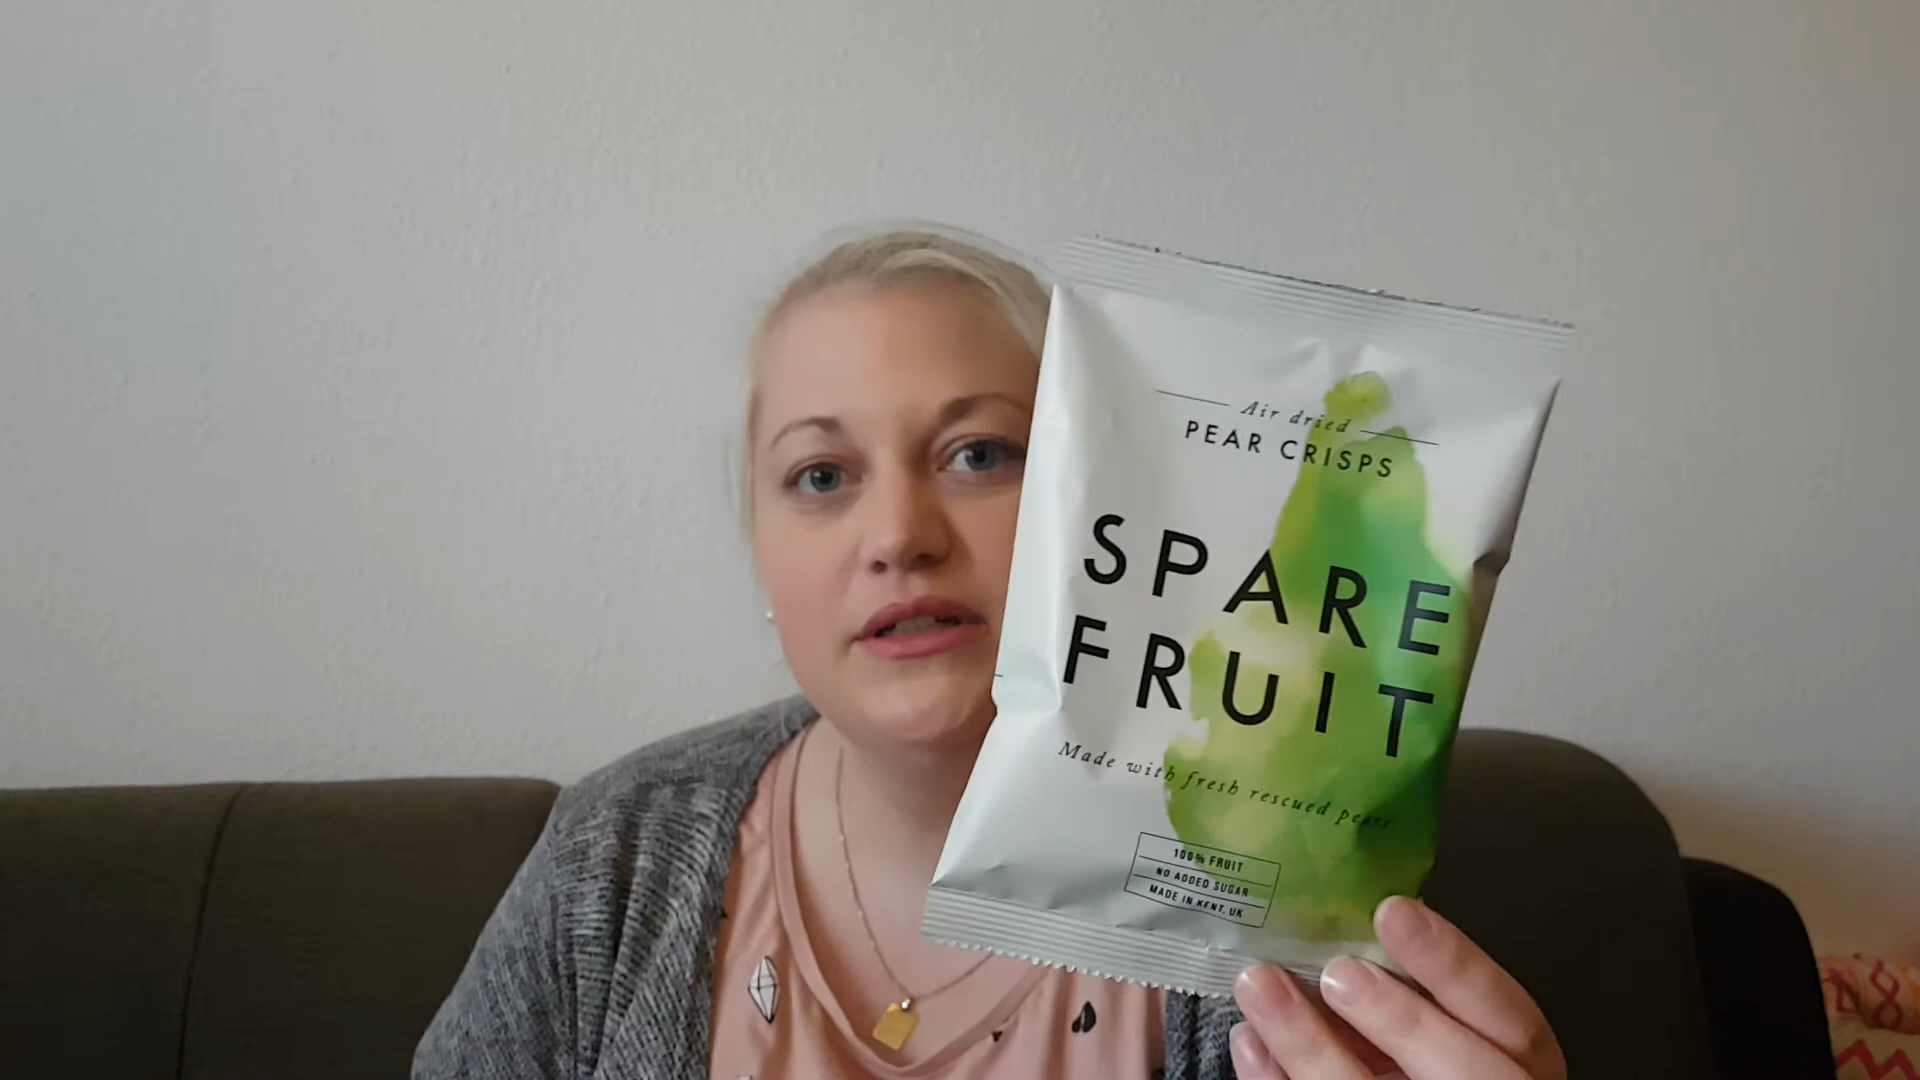 Air dried
PEAR CRISPS
SPARE
FRUIT
Made with fresh rescued pears
100% FRUIT
NO ADDED SUGAR
MADE IN KENT, UK